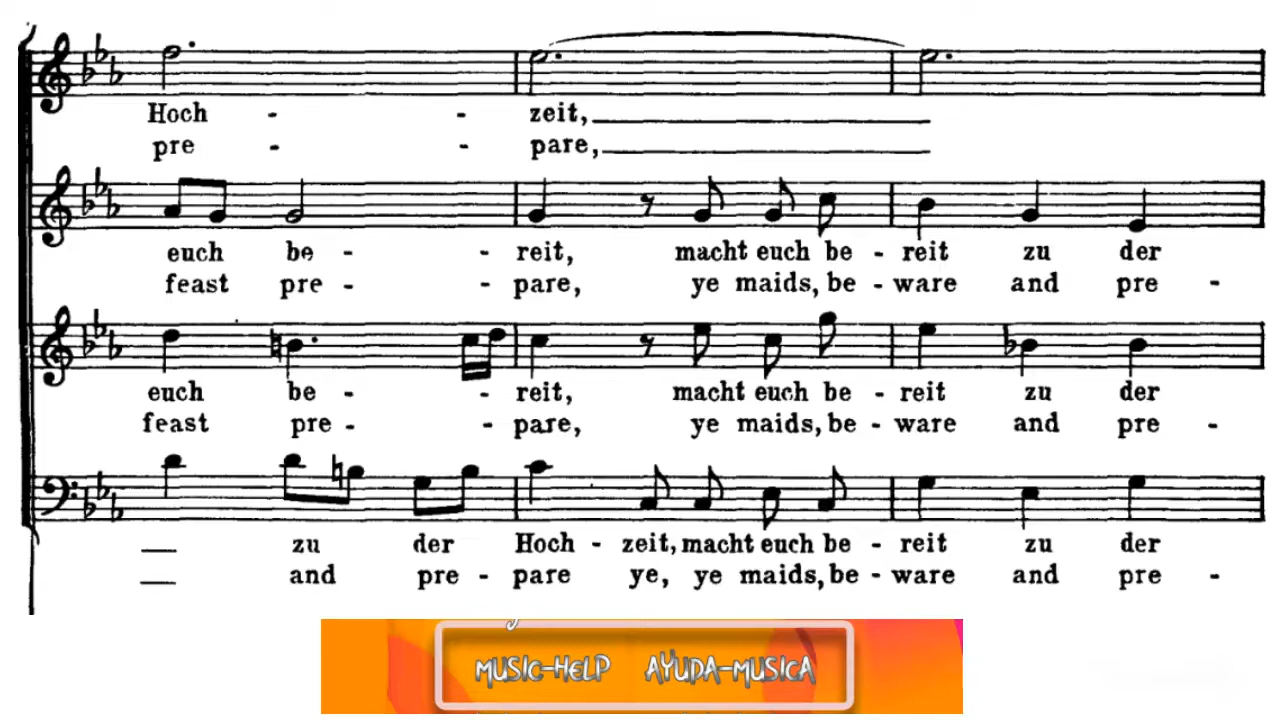 Hoch - - zeit,
pre - - pare,
euch be - - reit, macht euch be - reit zu der
feast pre - - pare, ye maids, be - ware and pre -
euch be - - reit, macht euch be - reit zu der
feast pre - - pare, ye maids, be - ware and pre -
zu der Hoch - zeit, macht euch be - reit zu der
and pre - pare ye, ye maids, be - ware and pre -
MUSIC-HELP AYUDA-MUSICA